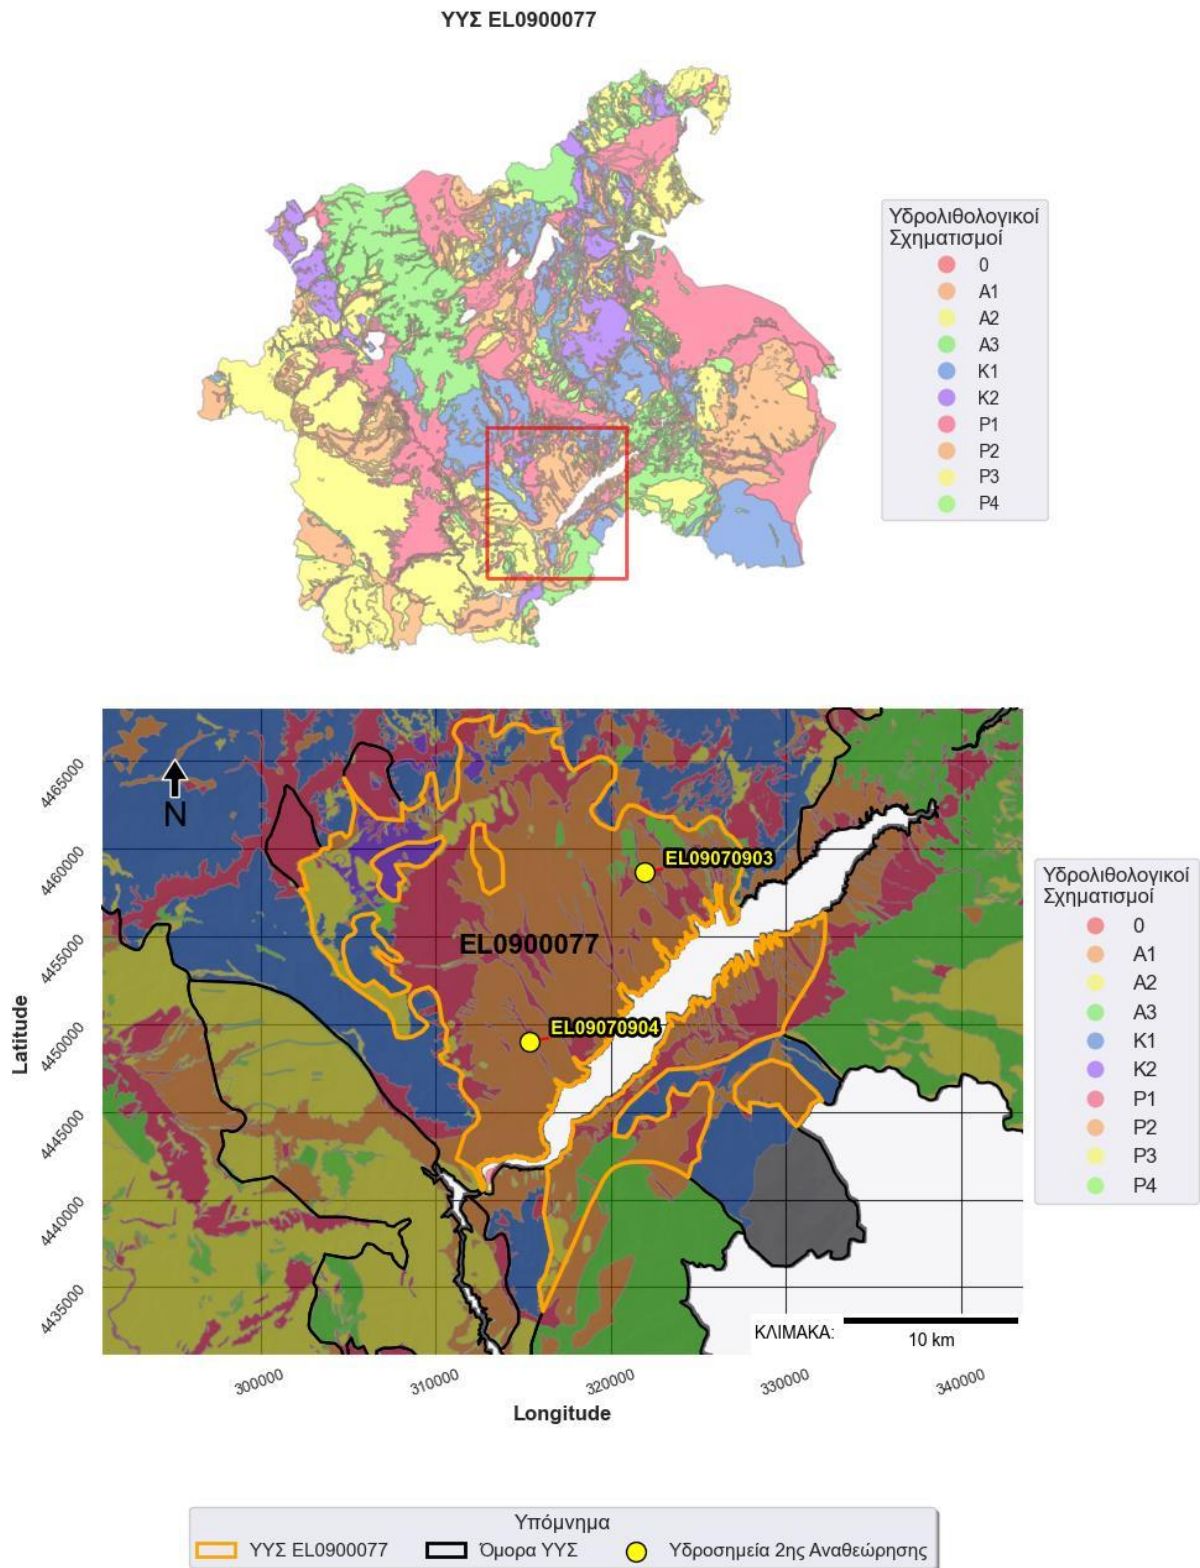 ΥΥΣ EL0900077
Υδρολιθολογικοί
Σχηματισμοί
0
A1
A2
A3
K1
K2
P1
P2
P3
P4
4465000
4460000
4455000
4450000
4445000
4440000
4435000
Latitude
N
EL09070903
EL0900077
EL09070904
ΚΛΙΜΑΚΑ:
10 km
300000
310000
320000
330000
340000
Longitude
Υδρολιθολογικοί
Σχηματισμοί
0
A1
A2
A3
K1
K2
P1
P2
P3
P4
Υπόμνημα
ΥΥΣ EL0900077
Όμορα ΥΥΣ
Υδροσημεία 2ης Αναθεώρησης